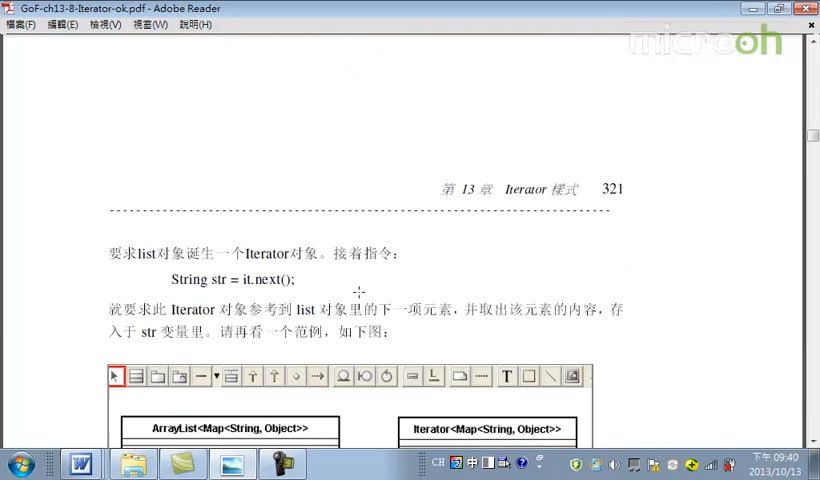 GoF-ch13-8-Iterator-ok.pdf - Adobe Reader
檔案(F) 編輯(E) 檢視(V) 視窗(W) 說明(H)
microoh
第 13 章 Iterator 樣式 321
要求list对象诞生一个Iterator对象。接着指令：
String str = it.next();
就要求此 Iterator 对象参考到 list 对象里的下一项元素，并取出该元素的内容，存
入于 str 变量里。请再看一个范例，如下图：
T
ArrayList<Map<String, Object>> Iterator<Map<String, Object>>
CH 中 下午 09:40
2013/10/13